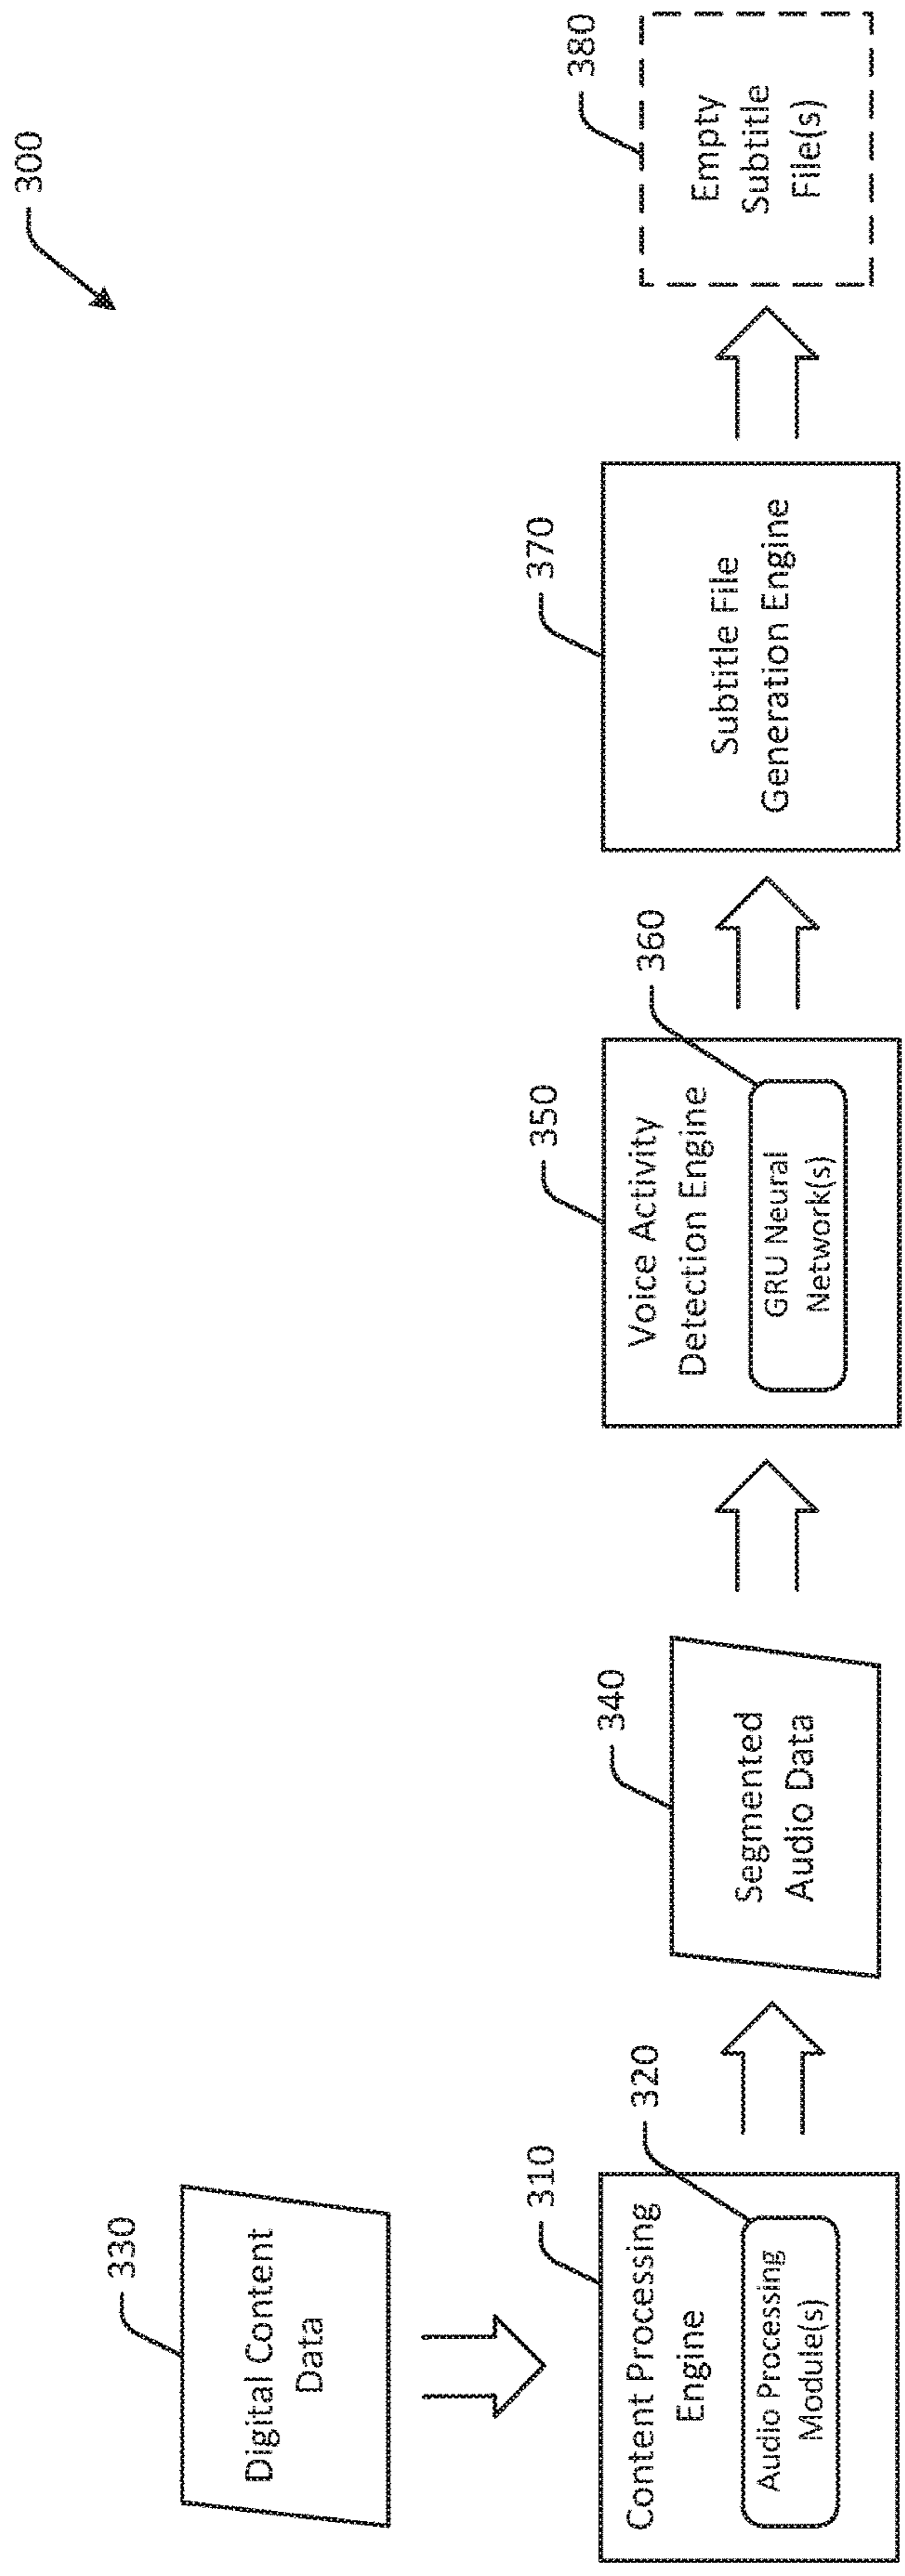 300
330
Digital Content
Data
310
Content Processing
Engine
320
Audio Processing
Module(s)
340
Segmented
Audio Data
350
Voice Activity
Detection Engine
360
GRU Neural
Network(s)
370
Subtitle File
Generation Engine
380
Empty
Subtitle
File(s)